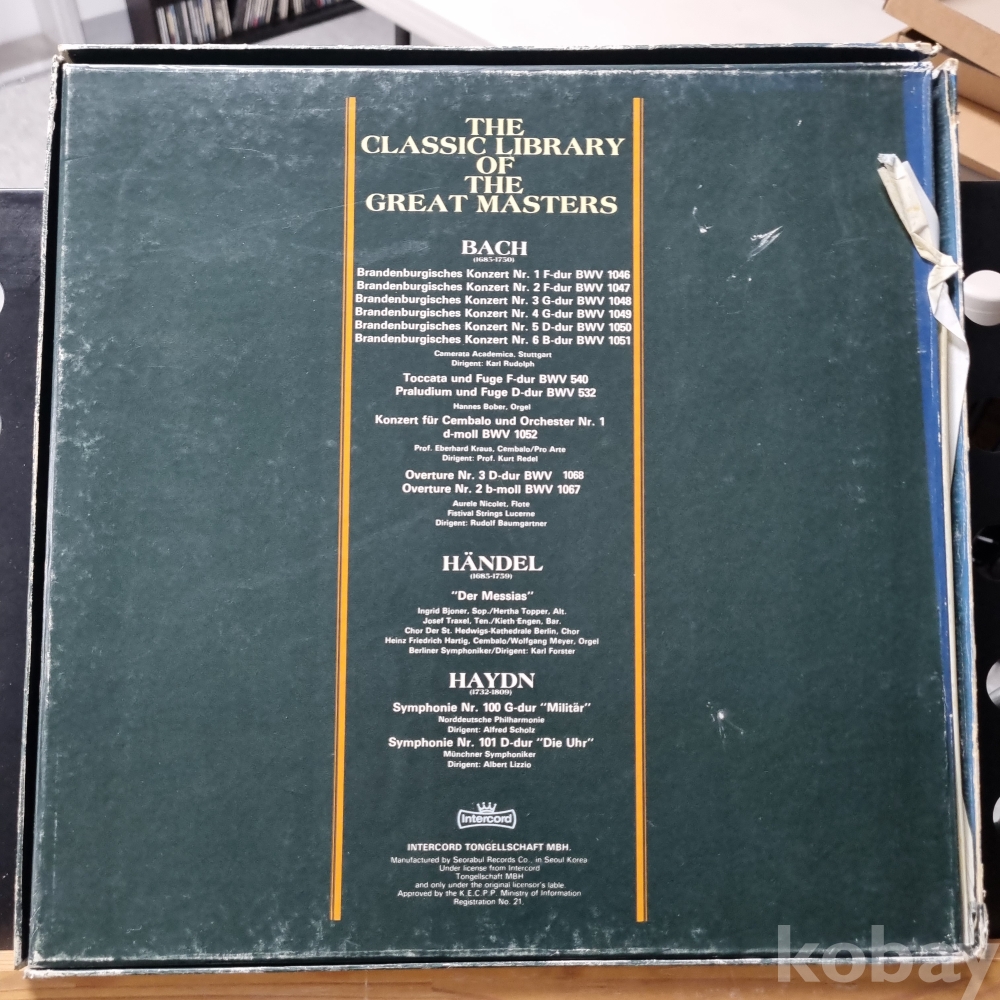 THE
CLASSIC LIBRARY
OF
THE
GREAT MASTERS
BACH
(1685-1750)
Brandenburgisches Konzert Nr. 1 F-dur BWV 1046
Brandenburgisches Konzert Nr. 2 F-dur BWV 1047
Brandenburgisches Konzert Nr. 3 G-dur BWV 1048
Brandenburgisches Konzert Nr. 4 G-dur BWV 1049
Brandenburgisches Konzert Nr. 5 D-dur BWV 1050
Brandenburgisches Konzert Nr. 6 B-dur BWV 1051
Camerata Academica, Stuttgart
Dirigent: Karl Rudolph
Toccata und Fuge F-dur BWV 540
Praludium und Fuge D-dur BWV 532
Hannes Bober, Orgel
Konzert für Cembalo und Orchester Nr. 1
d-moll BWV 1052
Prof. Eberhard Kraus, Cembalo/Pro Arte
Dirigent: Prof. Kurt Redel
Overture Nr. 3 D-dur BWV 1068
Overture Nr. 2 b-moll BWV 1067
Aurele Nicolet, Flote
Fistival Strings Lucerne
Dirigent: Rudolf Baumgartner
HÄNDEL
(1685-1759)
"Der Messias"
Ingrid Bjoner, Sop./Hertha Topper, Alt.
Josef Traxel, Ten./Kieth Engen, Bar.
Chor Der St. Hedwigs-Kathedrale Berlin, Chor
Heinz Friedrich Hartig, Cembalo/Wolfgang Meyer, Orgel
Berliner Symphoniker/Dirigent: Karl Forster
HAYDN
(1732-1809)
Symphonie Nr. 100 G-dur "Militär"
Norddeutsche Philharmonie
Dirigent: Alfred Scholz
Symphonie Nr. 101 D-dur "Die Uhr"
Münchner Symphoniker
Dirigent: Albert Lizzio
Intercord
INTERCORD TONGELLSCHAFT MBH.
Manufactured by Seorabul Records Co., in Seoul Korea
Under license from Intercord
Tongellschaft MBH
and only under the original licensor's lable.
Approved by the K.E.C.P.P. Ministry of Information
Registration No. 21.
kobay